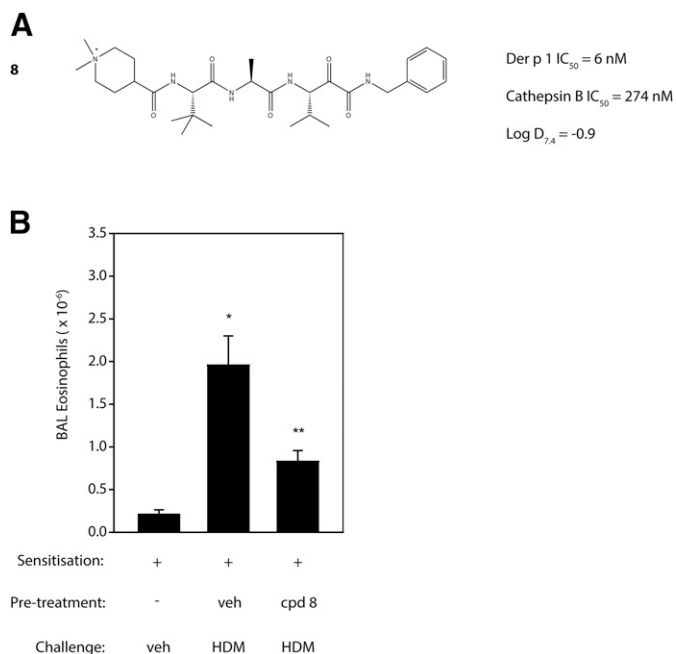 A
8
N
+
N
H
O
O
N
H
O
N
H
O
O
N
H
Der p 1 IC50 = 6 nM
Cathepsin B IC50 = 274 nM
Log D7.4 = -0.9
B
BAL Eosinophils ( x 10-6)
3.5
3.0
2.5
2.0
1.5
1.0
0.5
0.0
*
**
Sensitisation: + + +
Pre-treatment: - veh cpd 8
Challenge: veh HDM HDM